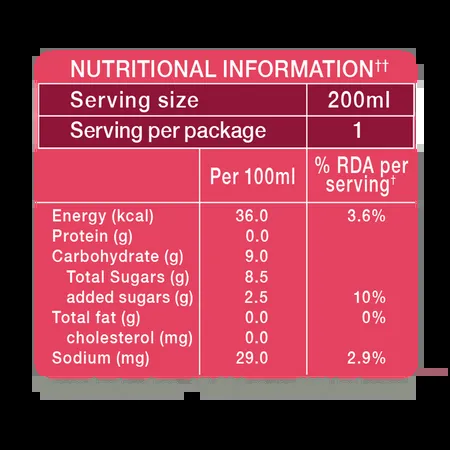 NUTRITIONAL INFORMATION††
Serving size 200ml
Serving per package 1
Per 100ml % RDA per serving†
Energy (kcal) 36.0 3.6%
Protein (g) 0.0
Carbohydrate (g) 9.0
Total Sugars (g) 8.5
added sugars (g) 2.5 10%
Total fat (g) 0.0 0%
cholesterol (mg) 0.0
Sodium (mg) 29.0 2.9%